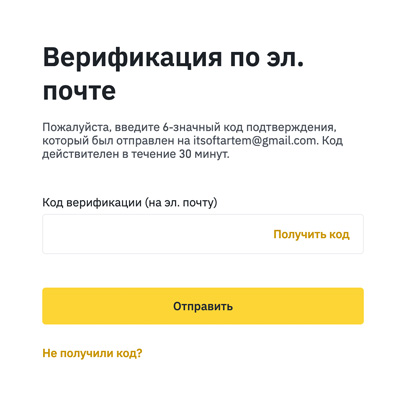 Верификация по эл.
почте
Пожалуйста, введите 6-значный код подтверждения,
который был отправлен на itsoftartem@gmail.com. Код
действителен в течение 30 минут.
Код верификации (на эл. почту)
Получить код
Отправить
Не получили код?